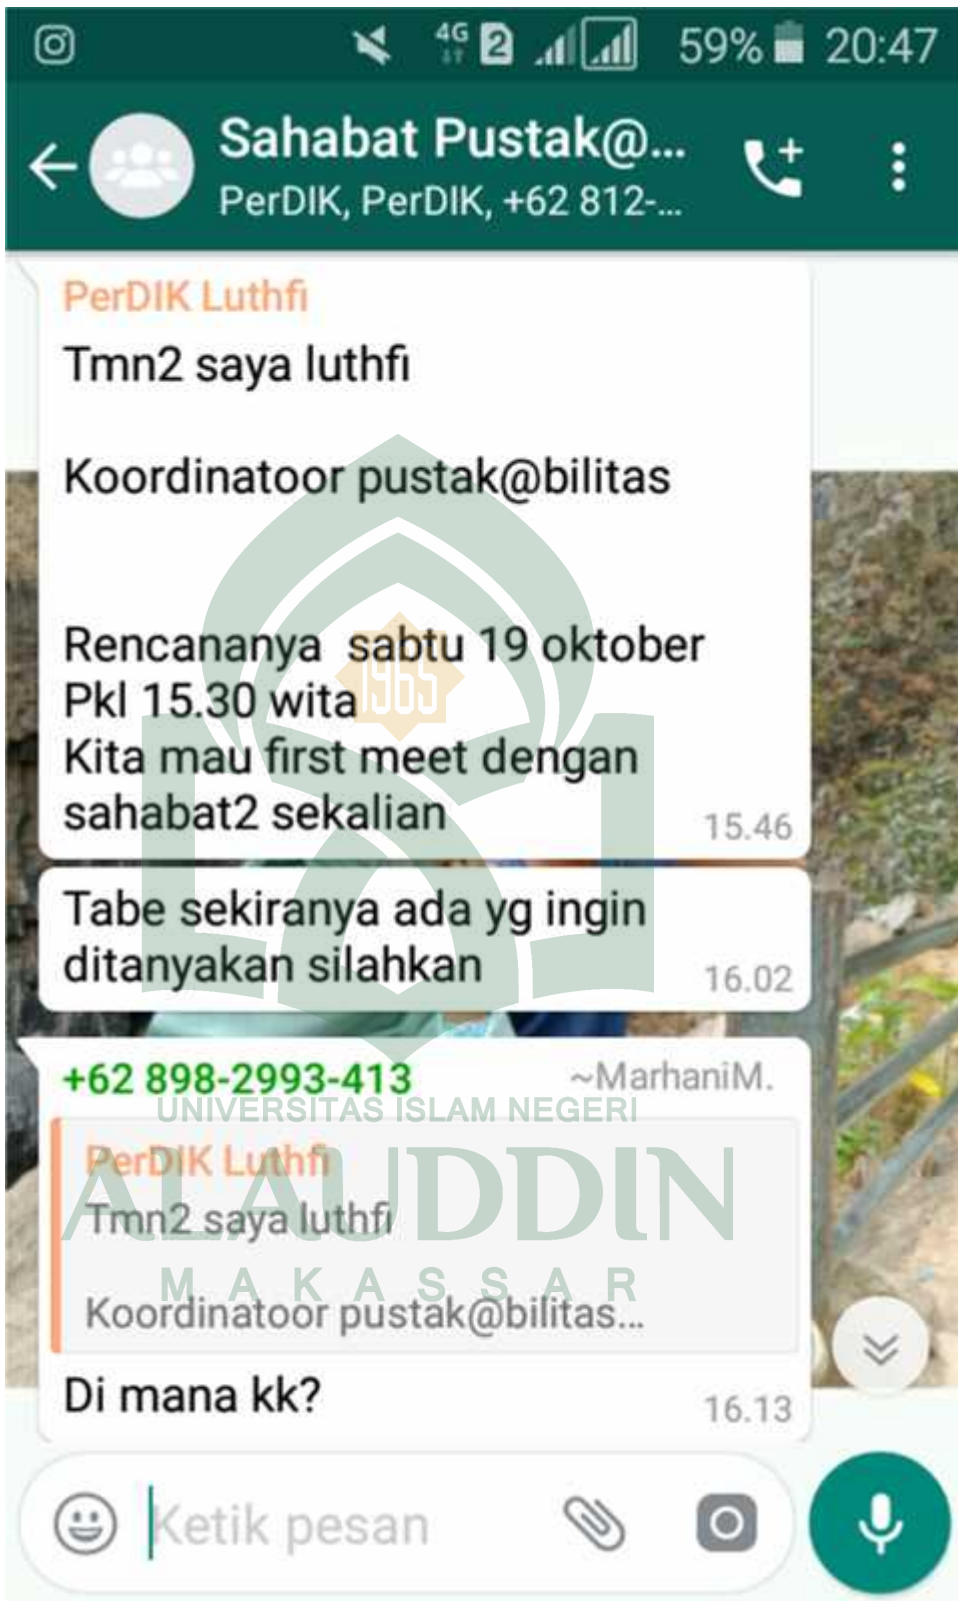 4G 2 59% 20:47
Sahabat Pustak@...
PerDIK, PerDIK, +62 812-...
PerDIK Luthfi
Tmn2 saya luthfi
Koordinatoor pustak@bilitas
Rencananya sabtu 19 oktober
1965
Pkl 15.30 wita
Kita mau first meet dengan
sahabat2 sekalian 15.46
Tabe sekiranya ada yg ingin
ditanyakan silahkan 16.02
+62 898-2993-413 ~MarhaniM.
UNIVERSITAS ISLAM NEGERI
PerDIK Luthfi
ALAUDDIN
Tmn2 saya luthfi
MAKASSAR
Koordinatoor pustak@bilitas...
Di mana kk? 16.13
Ketik pesan